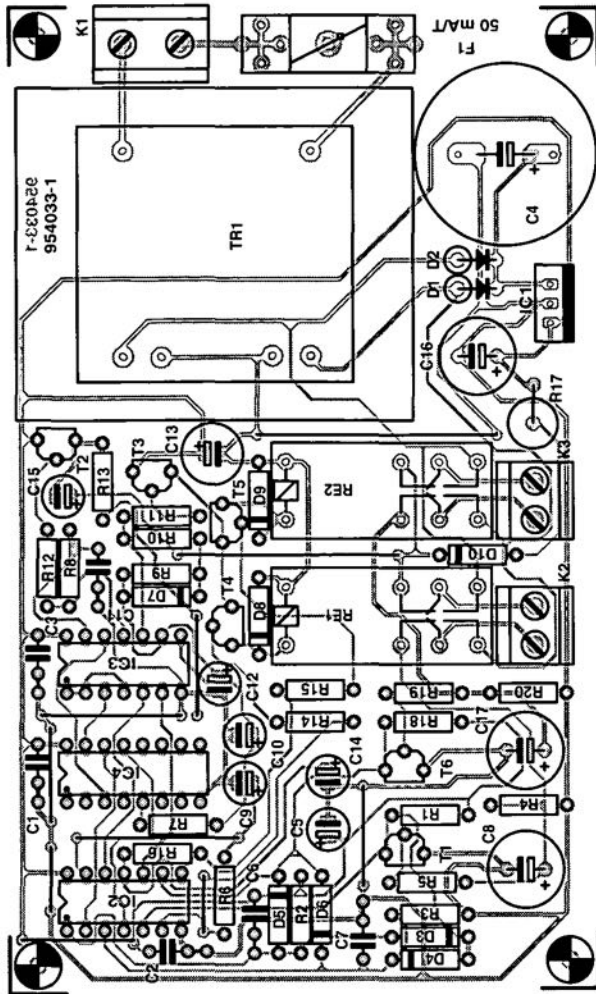 K1
F1
50 mA/T
954033-1
954033-1
TR1
C4
D2
D1
IC1
C16
R17
C15
T2
T3
C13
R13
R11
R10
T5
D9
RE2
K3
R12
R8
R9
D7
D10
C11
T4
D8
RE1
K2
C3
IC3
C12
R15
R14
R19
R18
R20
C17
C1
IC4
C10
C14
T6
R7
C9
C5
R1
R4
R16
T1
C8
IC2
R6
C6
D5
R2
D6
R5
R3
C2
C7
D3
D4